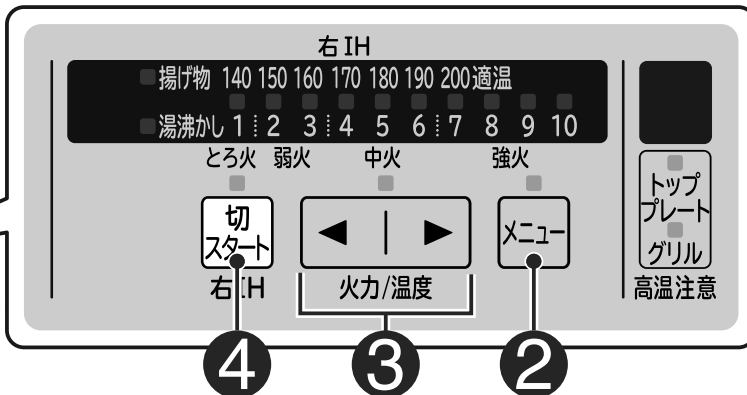 右IH
揚げ物 140 150 160 170 180 190 200 適温
湯沸かし 1 2 3 4 5 6 7 8 9 10
とろ火 弱火 中火 強火
切
スタート
右IH
◀ | ▶
火力/温度
メニュー
トップ
プレート
グリル
高温注意
4 3 2